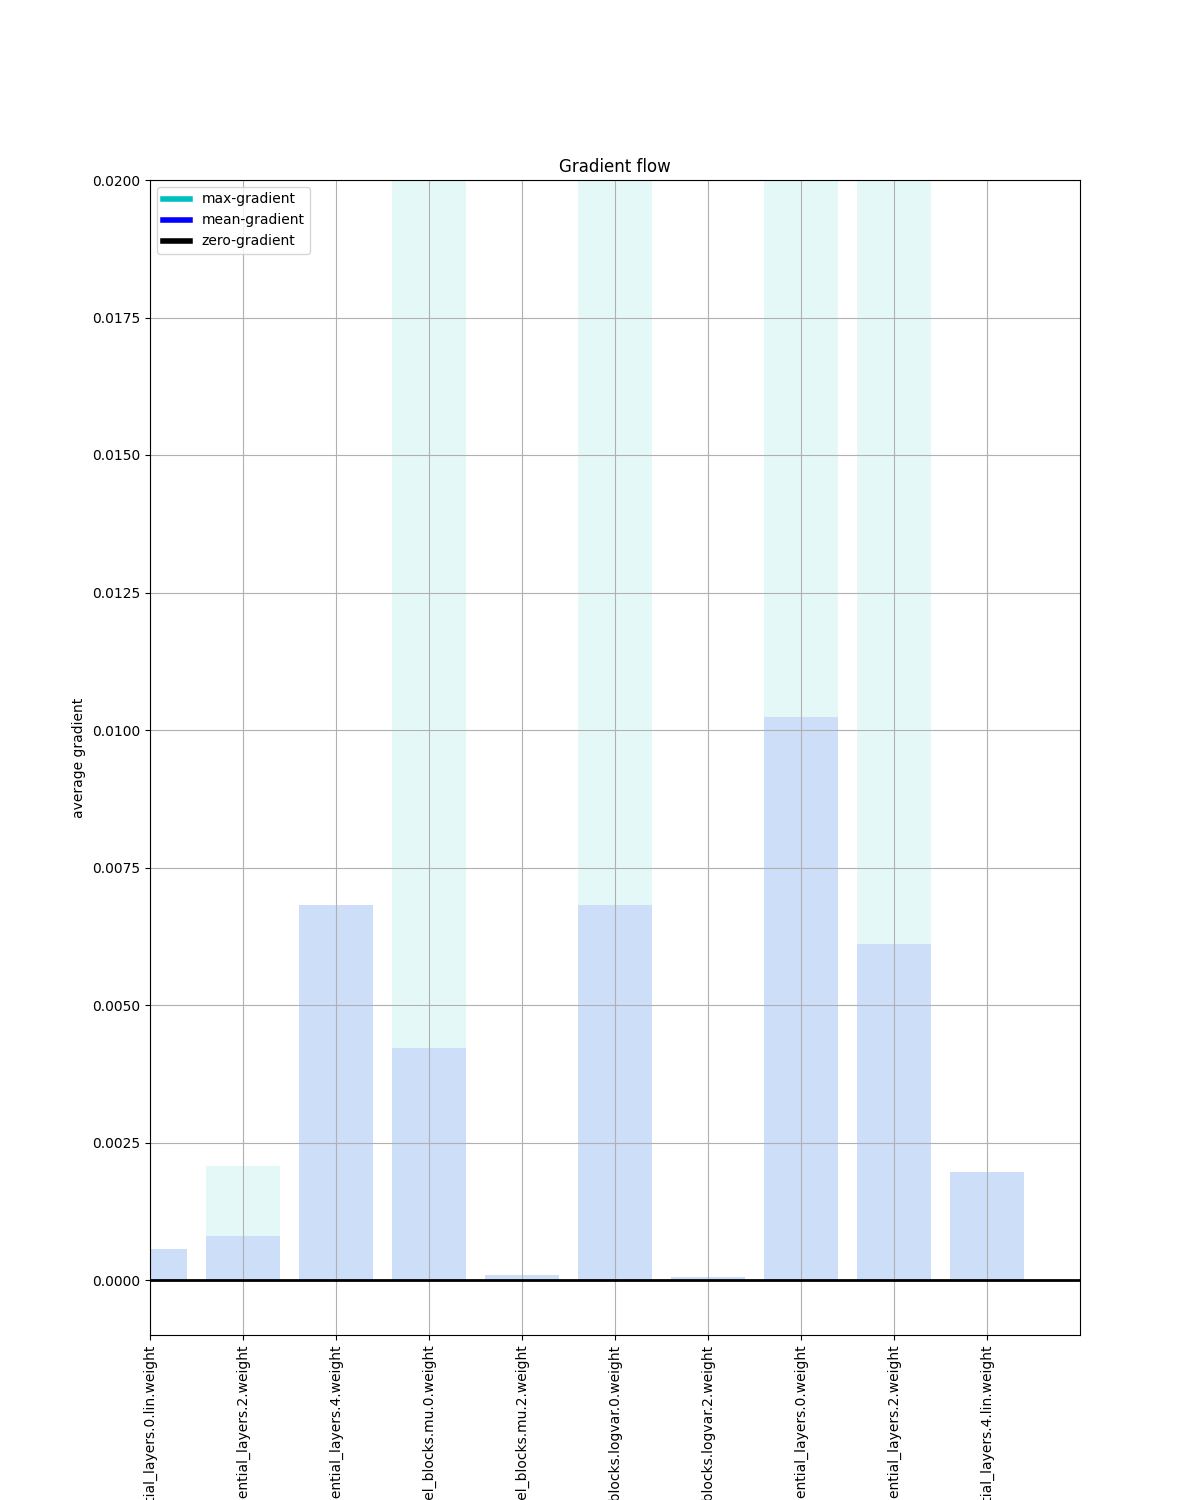 Gradient flow
max-gradient
mean-gradient
zero-gradient
0.0200
0.0175
0.0150
0.0125
0.0100
0.0075
0.0050
0.0025
0.0000
average gradient
tial_layers.0.lin.weight
ential_layers.2.weight
ential_layers.4.weight
el_blocks.mu.0.weight
el_blocks.mu.2.weight
blocks.logvar.0.weight
blocks.logvar.2.weight
ential_layers.0.weight
ential_layers.2.weight
tial_layers.4.lin.weight